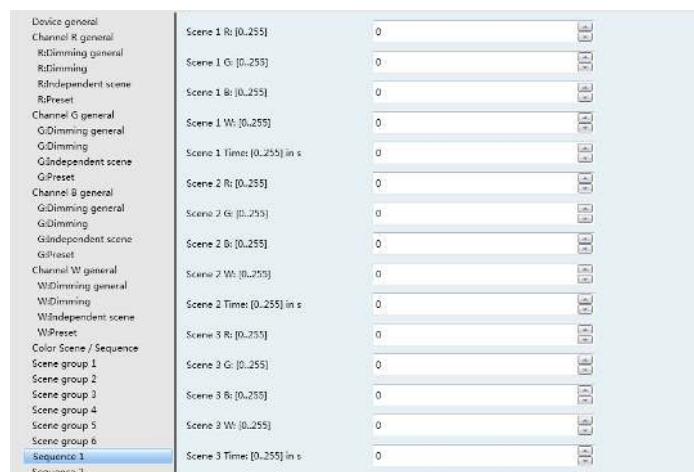 Device general
Channel R general
R:Dimming general
R:Dimming
R:Independent scene
R:Preset
Channel G general
G:Dimming general
G:Dimming
G:Independent scene
G:Preset
Channel B general
G:Dimming general
G:Dimming
G:Independent scene
G:Preset
Channel W general
W:Dimming general
W:Dimming
W:Independent scene
W:Preset
Color Scene / Sequence
Scene group 1
Scene group 2
Scene group 3
Scene group 4
Scene group 5
Scene group 6
Sequence 1
Sequence 2
Scene 1 R: [0..255] 0
Scene 1 G: [0..255] 0
Scene 1 B: [0..255] 0
Scene 1 W: [0..255] 0
Scene 1 Time: [0..255] in s 0
Scene 2 R: [0..255] 0
Scene 2 G: [0..255] 0
Scene 2 B: [0..255] 0
Scene 2 W: [0..255] 0
Scene 2 Time: [0..255] in s 0
Scene 3 R: [0..255] 0
Scene 3 G: [0..255] 0
Scene 3 B: [0..255] 0
Scene 3 W: [0..255] 0
Scene 3 Time: [0..255] in s 0